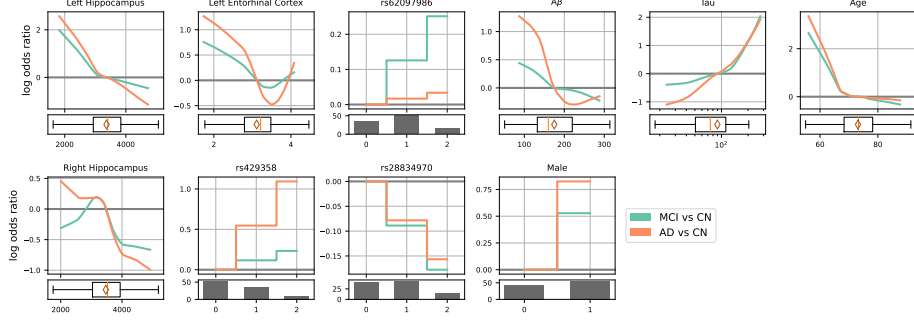 Left Hippocampus
Left Entorhinal Cortex
rs62097986
Aβ
Tau
Age
log odds ratio
2
0
1.0
0.5
0.0
−0.5
0.2
0.1
0.0
1.0
0.5
0.0
2
1
0
−1
2
0
2000 4000
2 4
50
0
0 1 2
100 200 300
10²
60 80
Right Hippocampus
rs429358
rs28834970
Male
log odds ratio
0.5
0.0
−0.5
−1.0
1.0
0.5
0.0
0.00
−0.05
−0.10
−0.15
0.75
0.50
0.25
0.00
MCI vs CN
AD vs CN
2000 4000
50
0
0 1 2
25
0
0 1 2
50
0
0 1